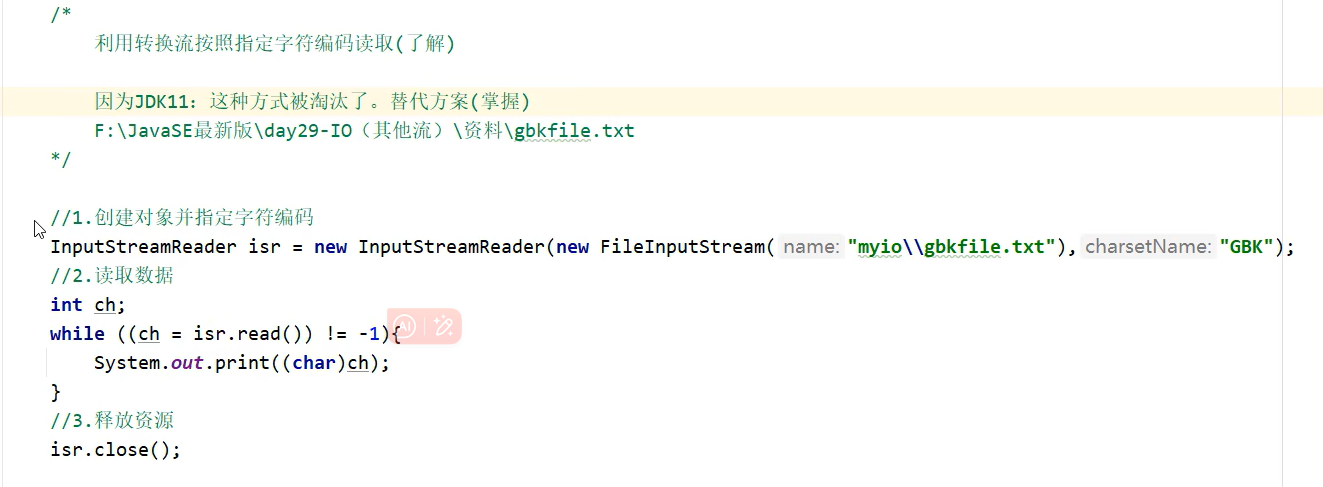 /*
利用转换流按照指定字符编码读取(了解)
因为JDK11：这种方式被淘汰了。替代方案(掌握)
F:\JavaSE最新版\day29-IO（其他流）\资料\gbkfile.txt
*/
//1.创建对象并指定字符编码
InputStreamReader isr = new InputStreamReader(new FileInputStream( name: "myio\\gbkfile.txt"), charsetName: "GBK");
//2.读取数据
int ch;
while ((ch = isr.read()) != -1){
System.out.print((char)ch);
}
//3.释放资源
isr.close();